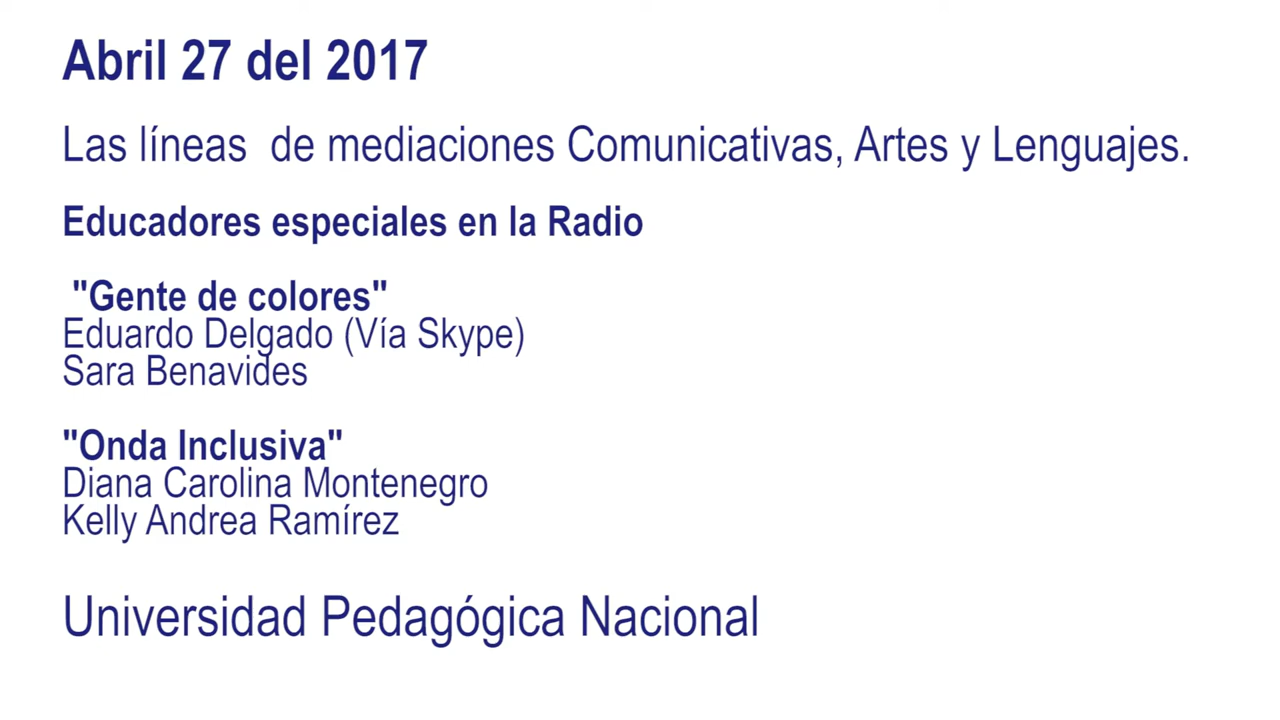 Abril 27 del 2017
Las líneas de mediaciones Comunicativas, Artes y Lenguajes.
Educadores especiales en la Radio
"Gente de colores"
Eduardo Delgado (Vía Skype)
Sara Benavides
"Onda Inclusiva"
Diana Carolina Montenegro
Kelly Andrea Ramírez
Universidad Pedagógica Nacional